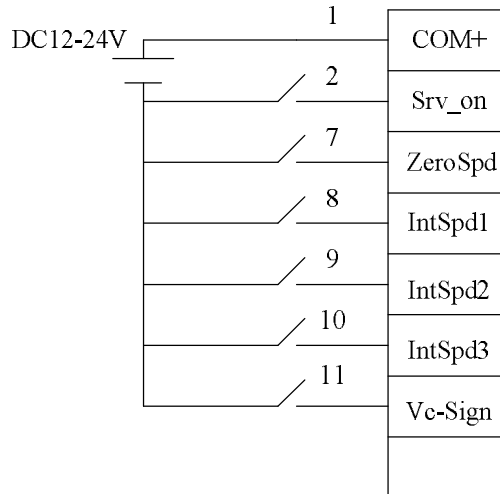 DC12-24V
1 COM+
2 Srv_on
7 ZeroSpd
8 IntSpd1
9 IntSpd2
10 IntSpd3
11 Vc-Sign